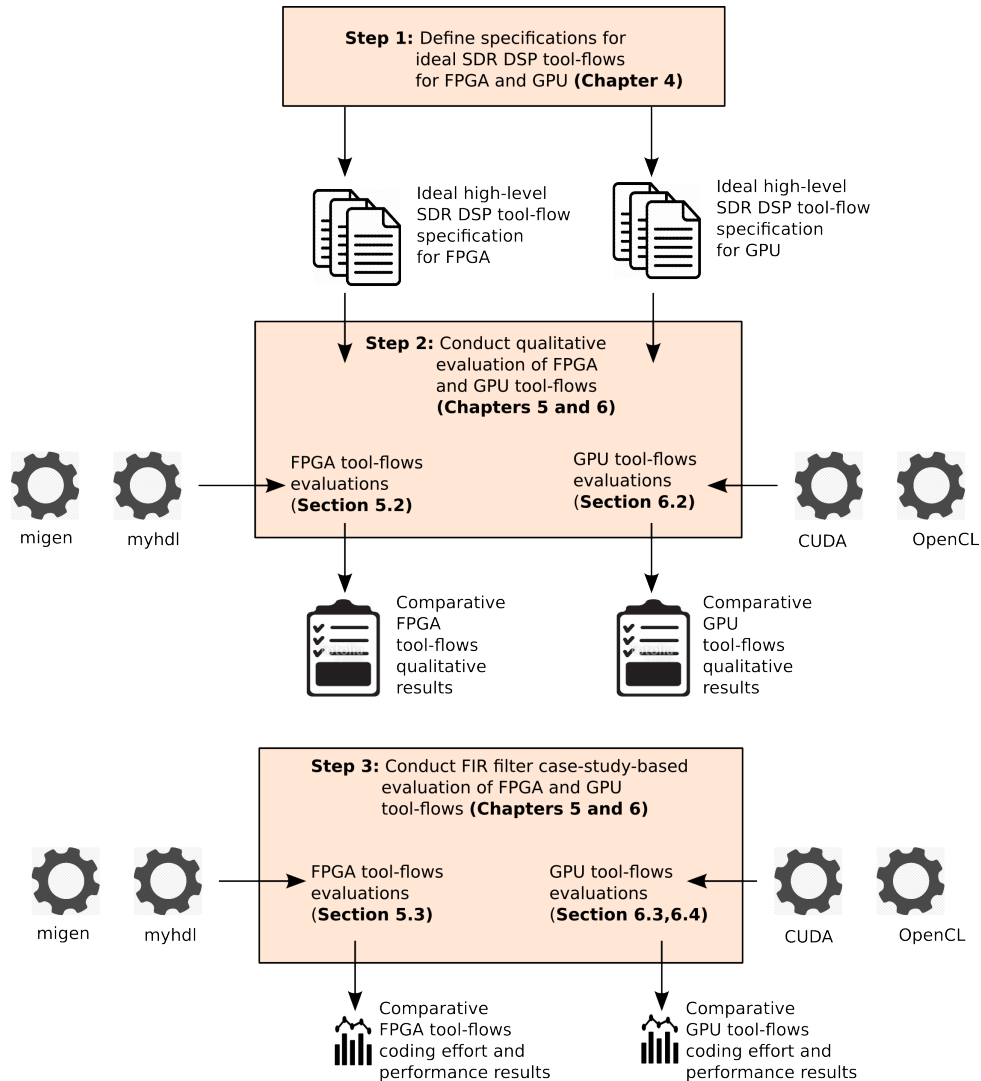 Step 1: Define specifications for
ideal SDR DSP tool-flows
for FPGA and GPU (Chapter 4)
Ideal high-level
SDR DSP tool-flow
specification
for FPGA
Ideal high-level
SDR DSP tool-flow
specification
for GPU
Step 2: Conduct qualitative
evaluation of FPGA
and GPU tool-flows
(Chapters 5 and 6)
FPGA tool-flows
evaluations
(Section 5.2)
GPU tool-flows
evaluations
(Section 6.2)
migen
myhdl
CUDA
OpenCL
Comparative
FPGA
tool-flows
qualitative
results
Comparative
GPU
tool-flows
qualitative
results
Step 3: Conduct FIR filter case-study-based
evaluation of FPGA and GPU
tool-flows (Chapters 5 and 6)
FPGA tool-flows
evaluations
(Section 5.3)
GPU tool-flows
evaluations
(Section 6.3,6.4)
migen
myhdl
CUDA
OpenCL
Comparative
FPGA tool-flows
coding effort and
performance results
Comparative
GPU tool-flows
coding effort and
performance results